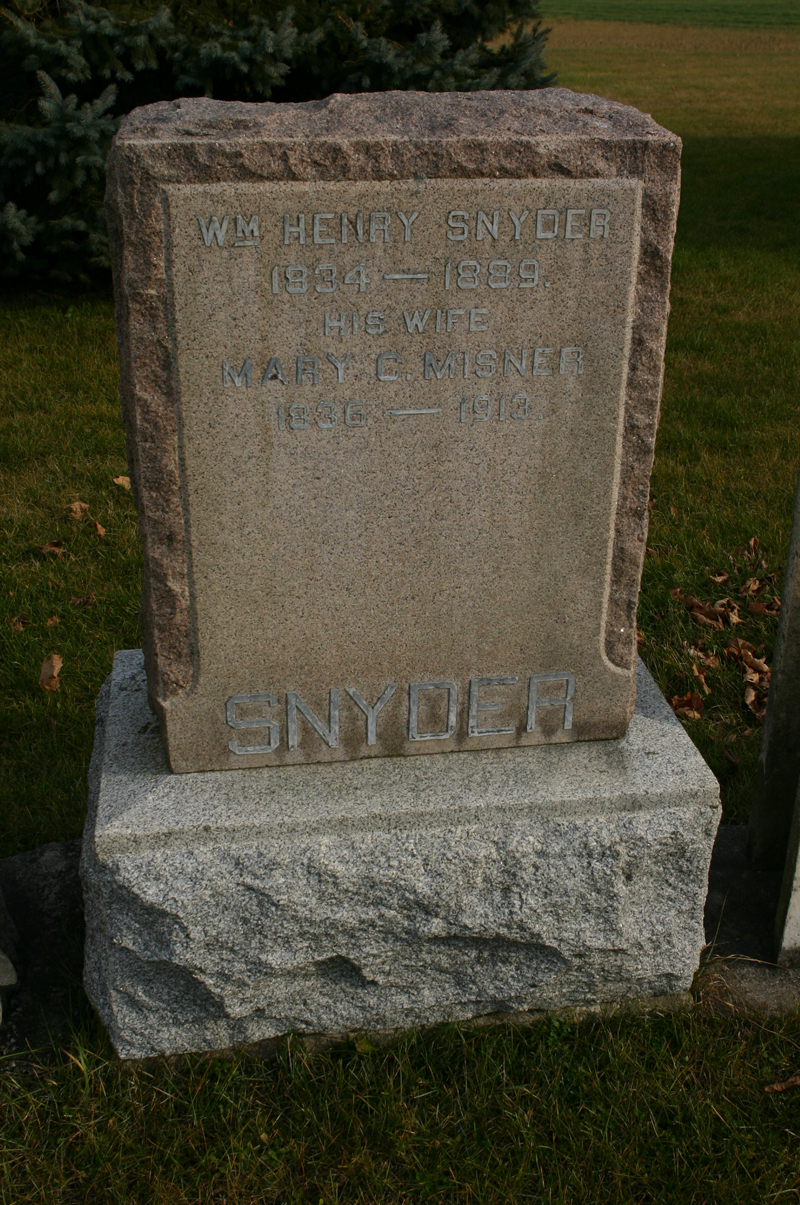 WM HENRY SNYDER
1834 — 1889.
HIS WIFE
MARY C. MISNER
1836 — 1913.
SNYDER